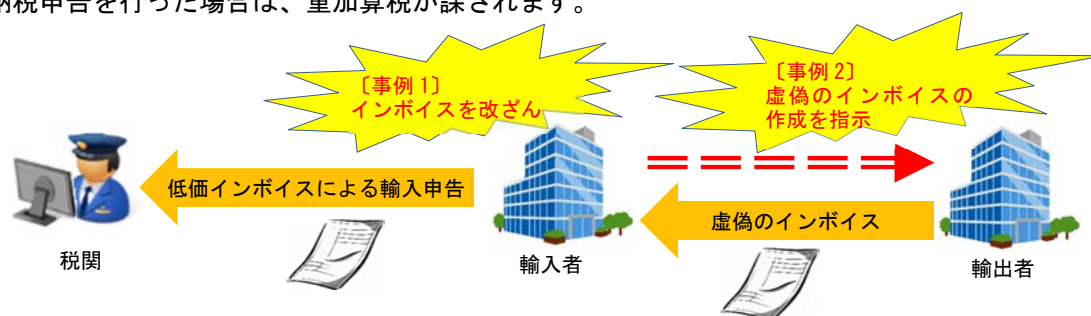 納税申告を行った場合は、重加算税が課されます。
〔事例1〕
インボイスを改ざん
〔事例2〕
虚偽のインボイスの
作成を指示
低価インボイスによる輸入申告
虚偽のインボイス
税関
輸入者
輸出者